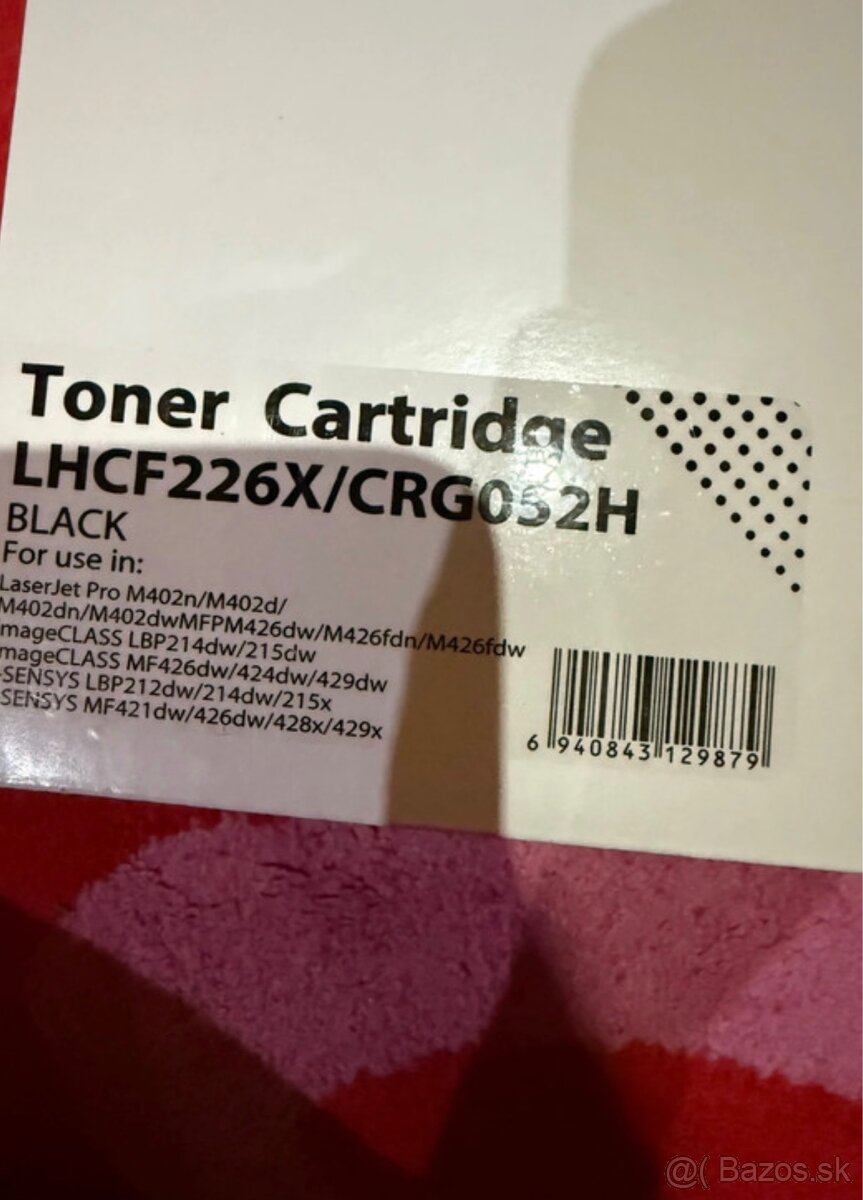 Toner Cartridge
LHCF226X/CRG052H
BLACK
For use in:
LaserJet Pro M402n/M402d/
M402dn/M402dwMFPM426dw/M426fdn/M426fdw
mageCLASS LBP214dw/215dw
mageCLASS MF426dw/424dw/429dw
-SENSYS LBP212dw/214dw/215x
-SENSYS MF421dw/426dw/428x/429x
6 940843 129879
@( Bazos.sk